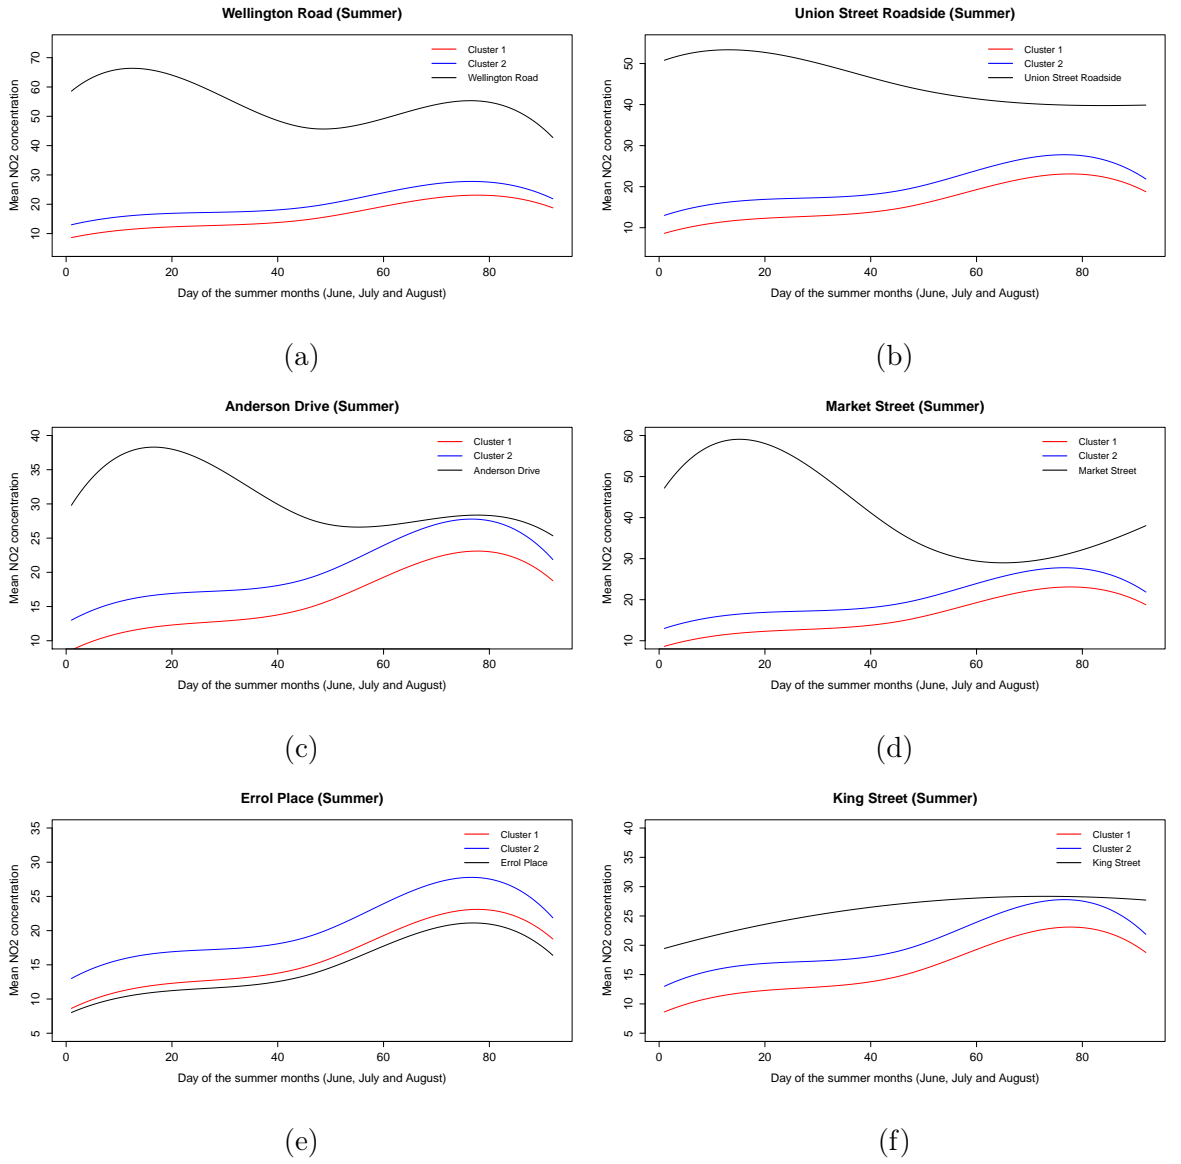 Wellington Road (Summer)
Mean NO2 concentration
70
60
50
40
30
20
10
Cluster 1
Cluster 2
Wellington Road
0 20 40 60 80
Day of the summer months (June, July and August)
(a)
Union Street Roadside (Summer)
Mean NO2 concentration
50
40
30
20
10
Cluster 1
Cluster 2
Union Street Roadside
0 20 40 60 80
Day of the summer months (June, July and August)
(b)
Anderson Drive (Summer)
Mean NO2 concentration
40
35
30
25
20
15
10
Cluster 1
Cluster 2
Anderson Drive
0 20 40 60 80
Day of the summer months (June, July and August)
(c)
Market Street (Summer)
Mean NO2 concentration
60
50
40
30
20
10
Cluster 1
Cluster 2
Market Street
0 20 40 60 80
Day of the summer months (June, July and August)
(d)
Errol Place (Summer)
Mean NO2 concentration
35
30
25
20
15
10
5
Cluster 1
Cluster 2
Errol Place
0 20 40 60 80
Day of the summer months (June, July and August)
(e)
King Street (Summer)
Mean NO2 concentration
40
35
30
25
20
15
10
5
Cluster 1
Cluster 2
King Street
0 20 40 60 80
Day of the summer months (June, July and August)
(f)